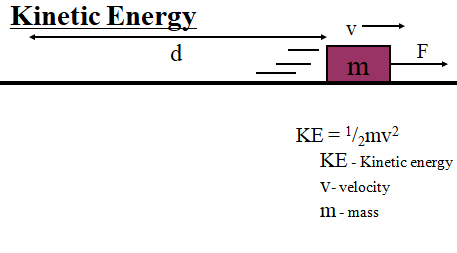 Kinetic Energy
v
d
F
m
KE = 1/2mv²
KE - Kinetic energy
V- velocity
m - mass